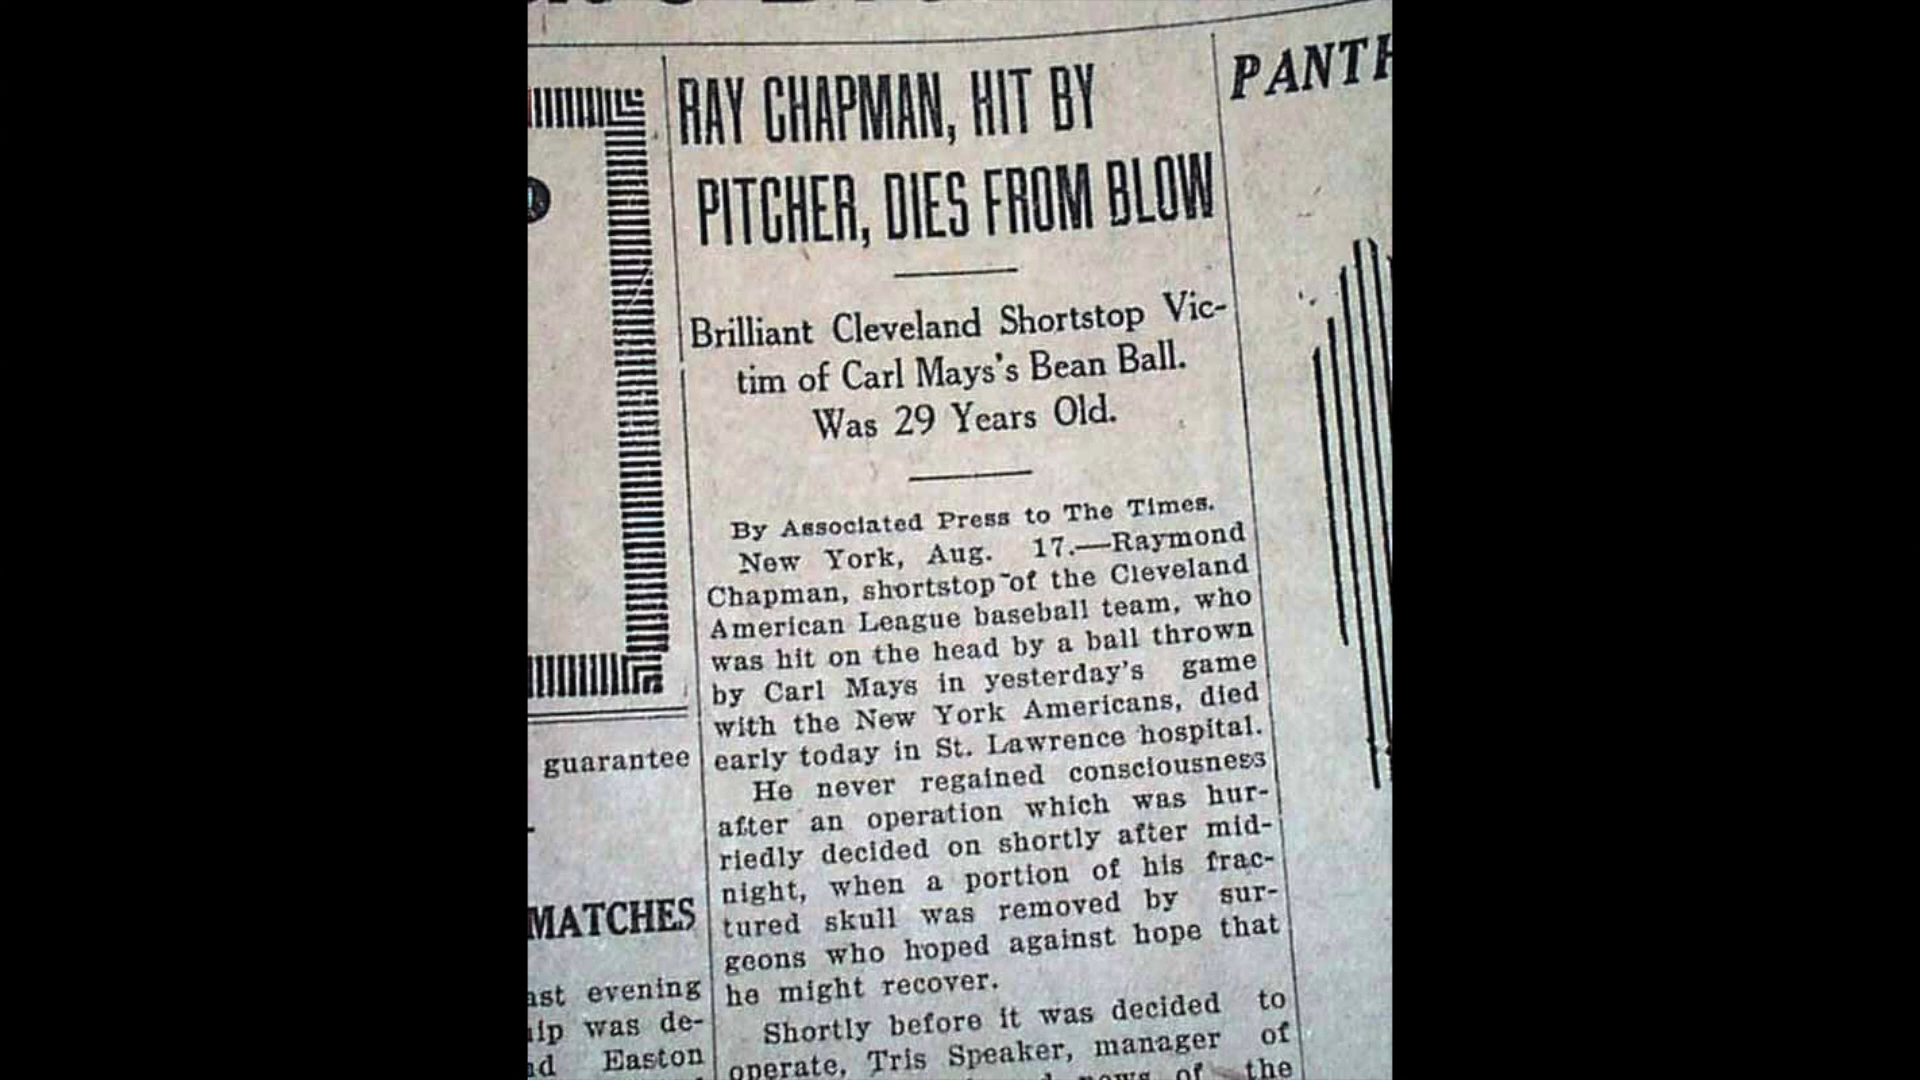 RAY CHAPMAN, HIT BY
PITCHER, DIES FROM BLOW
Brilliant Cleveland Shortstop Vic-
tim of Carl Mays's Bean Ball.
Was 29 Years Old.
By Associated Press to The Times.
New York, Aug. 17.—Raymond
Chapman, shortstop of the Cleveland
American League baseball team, who
was hit on the head by a ball thrown
by Carl Mays in yesterday's game
with the New York Americans, died
early today in St. Lawrence hospital.
He never regained consciousness
after an operation which was hur-
riedly decided on shortly after mid-
night, when a portion of his frac-
tured skull was removed by sur-
geons who hoped against hope that
he might recover.
Shortly before it was decided to
operate, Tris Speaker, manager of
news of the
guarantee
MATCHES
evening
was de-
Easton
PANTH